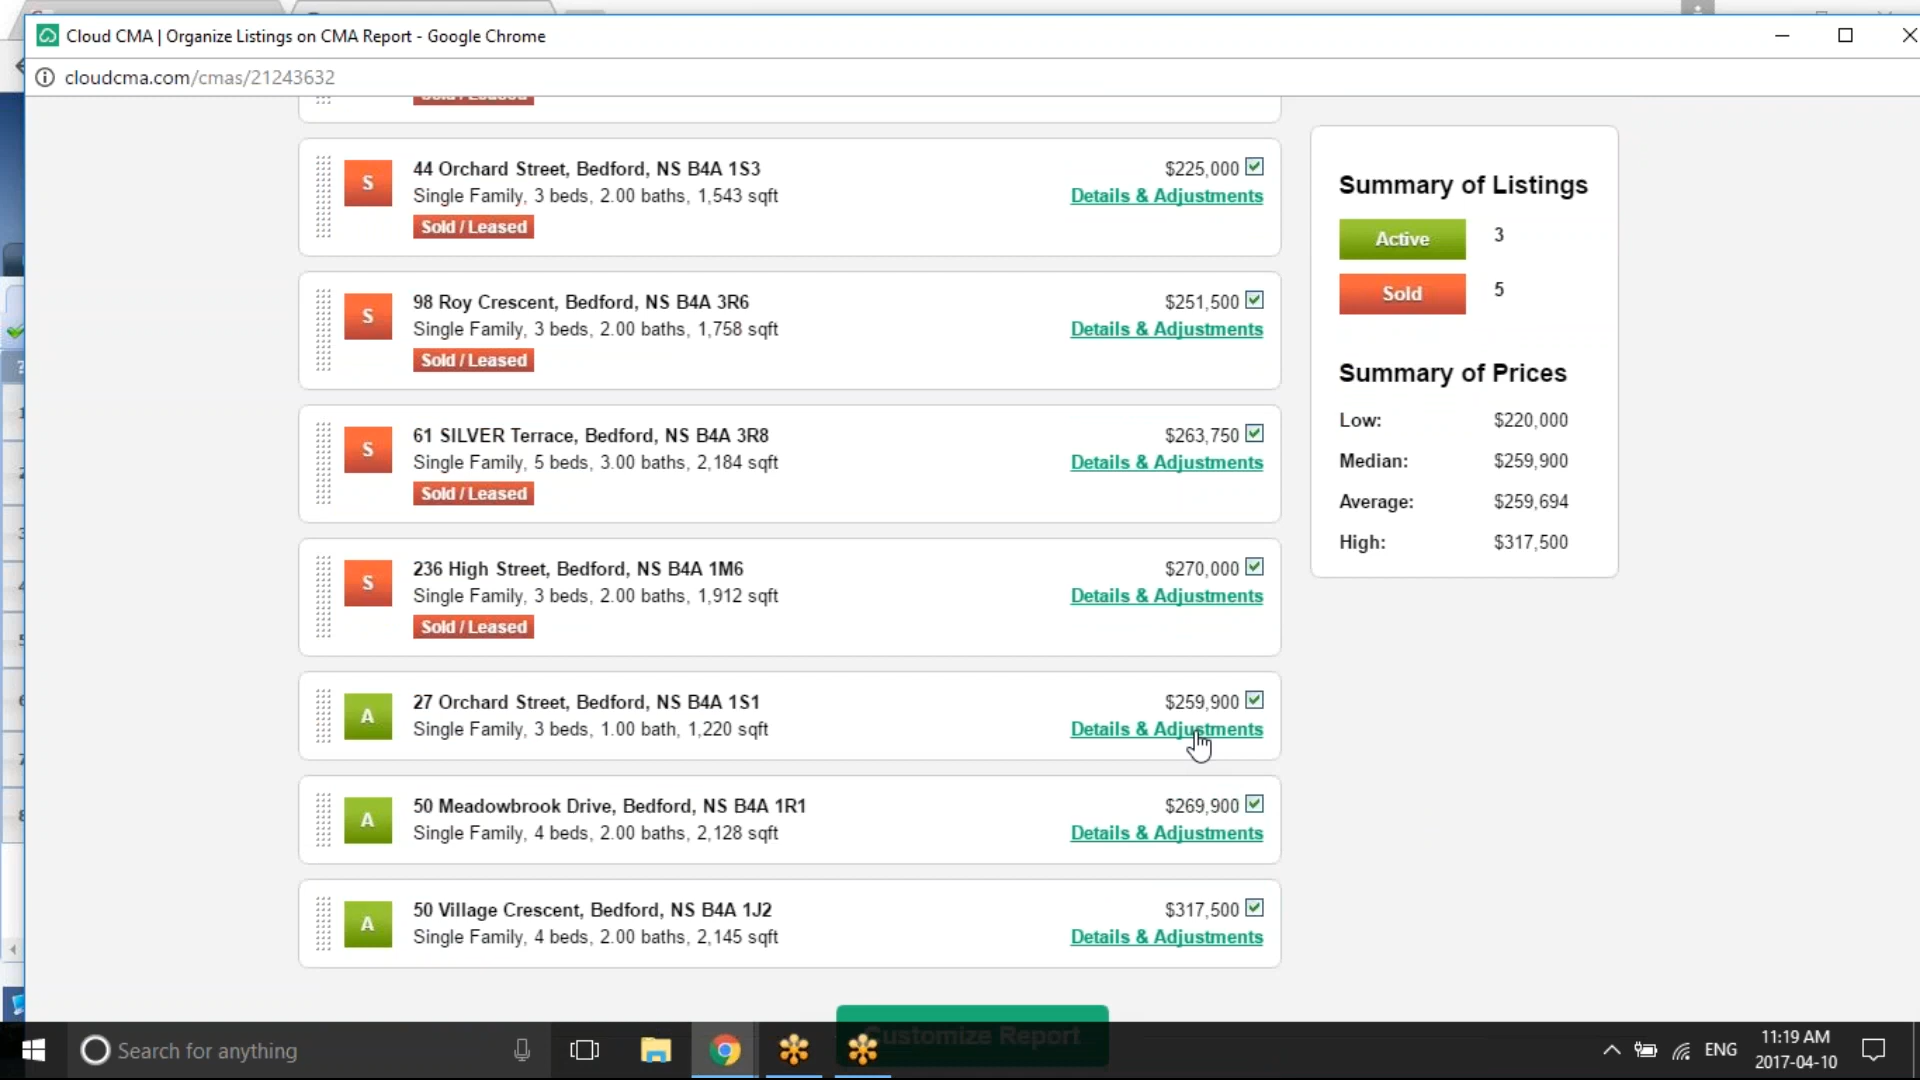 Cloud CMA | Organize Listings on CMA Report - Google Chrome
cloudcma.com/cmas/21243632
Sold / Leased
S
44 Orchard Street, Bedford, NS B4A 1S3
$225,000
Single Family, 3 beds, 2.00 baths, 1,543 sqft
Details & Adjustments
Sold / Leased
S
98 Roy Crescent, Bedford, NS B4A 3R6
$251,500
Single Family, 3 beds, 2.00 baths, 1,758 sqft
Details & Adjustments
Sold / Leased
S
61 SILVER Terrace, Bedford, NS B4A 3R8
$263,750
Single Family, 5 beds, 3.00 baths, 2,184 sqft
Details & Adjustments
Sold / Leased
S
236 High Street, Bedford, NS B4A 1M6
$270,000
Single Family, 3 beds, 2.00 baths, 1,912 sqft
Details & Adjustments
Sold / Leased
A
27 Orchard Street, Bedford, NS B4A 1S1
$259,900
Single Family, 3 beds, 1.00 bath, 1,220 sqft
Details & Adjustments
A
50 Meadowbrook Drive, Bedford, NS B4A 1R1
$269,900
Single Family, 4 beds, 2.00 baths, 2,128 sqft
Details & Adjustments
A
50 Village Crescent, Bedford, NS B4A 1J2
$317,500
Single Family, 4 beds, 2.00 baths, 2,145 sqft
Details & Adjustments
Summary of Listings
Active 3
Sold 5
Summary of Prices
Low: $220,000
Median: $259,900
Average: $259,694
High: $317,500
Customize Report
Search for anything
ENG
11:19 AM
2017-04-10